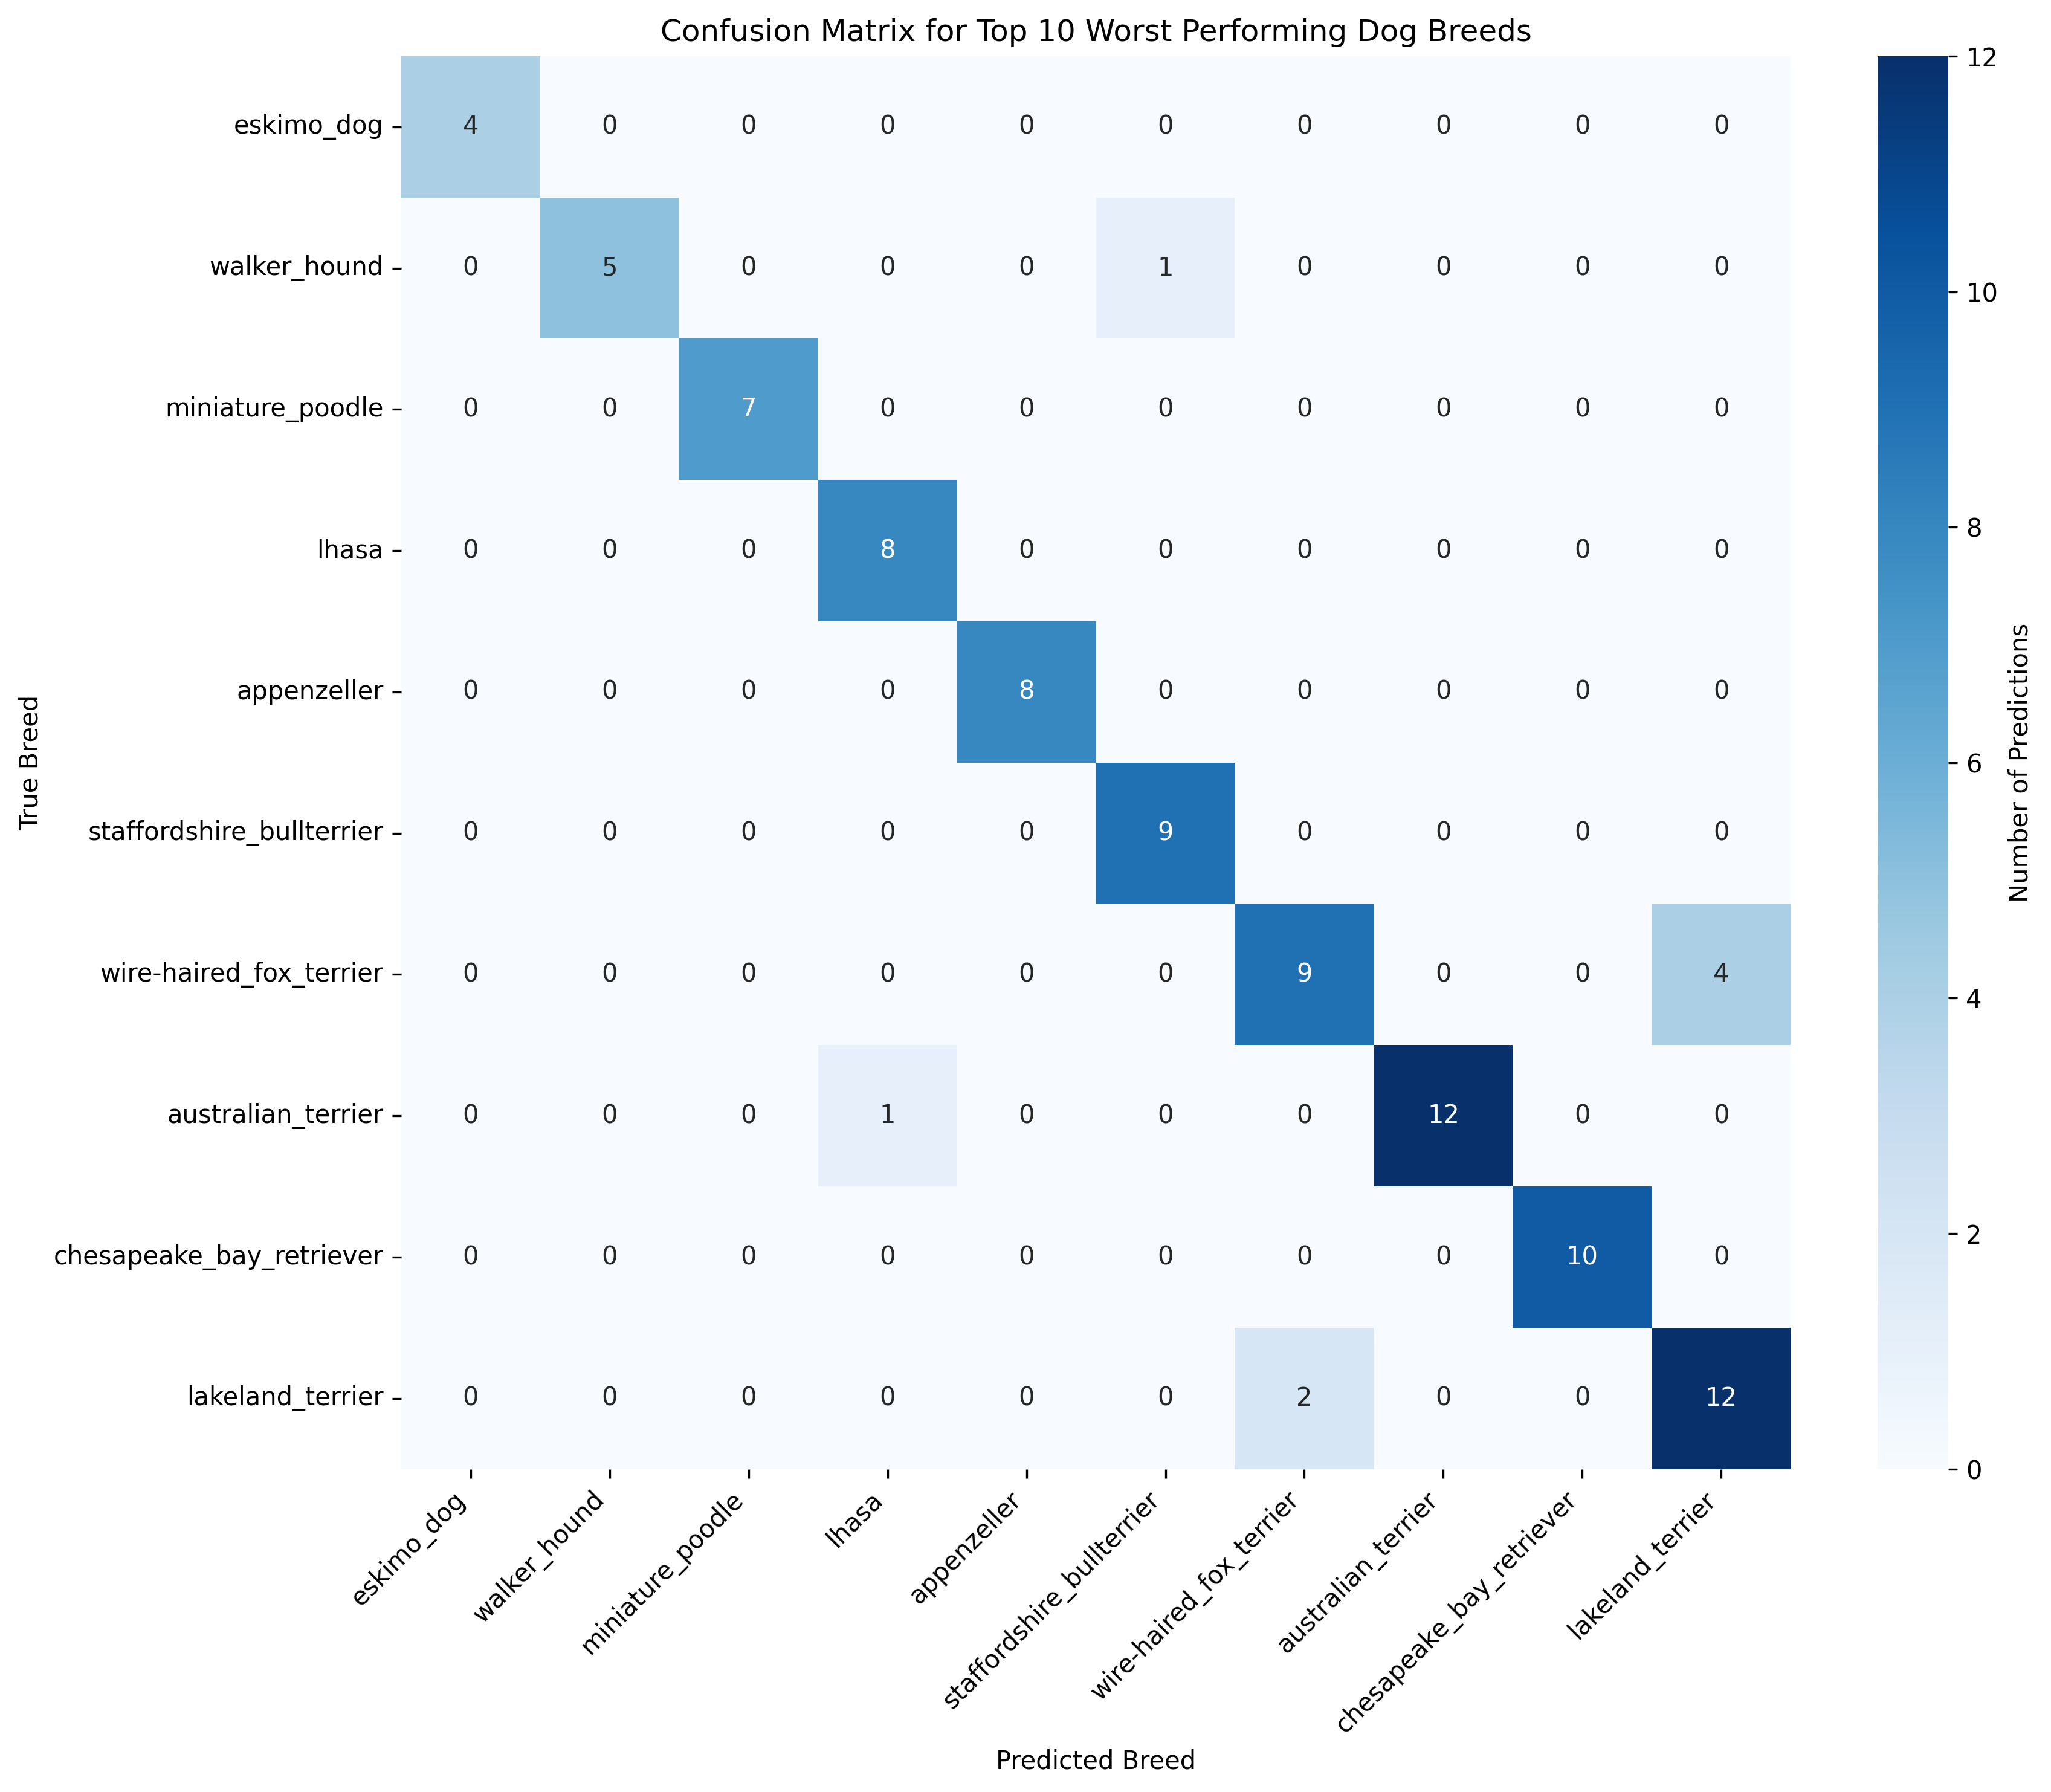 Confusion Matrix for Top 10 Worst Performing Dog Breeds
True Breed
eskimo_dog 4 0 0 0 0 0 0 0 0 0
walker_hound 0 5 0 0 0 1 0 0 0 0
miniature_poodle 0 0 7 0 0 0 0 0 0 0
lhasa 0 0 0 8 0 0 0 0 0 0
appenzeller 0 0 0 0 8 0 0 0 0 0
staffordshire_bullterrier 0 0 0 0 0 9 0 0 0 0
wire-haired_fox_terrier 0 0 0 0 0 0 9 0 0 4
australian_terrier 0 0 0 1 0 0 0 12 0 0
chesapeake_bay_retriever 0 0 0 0 0 0 0 0 10 0
lakeland_terrier 0 0 0 0 0 0 2 0 0 12
eskimo_dog
walker_hound
miniature_poodle
lhasa
appenzeller
staffordshire_bullterrier
wire-haired_fox_terrier
australian_terrier
chesapeake_bay_retriever
lakeland_terrier
Predicted Breed
12
10
8
6
4
2
0
Number of Predictions